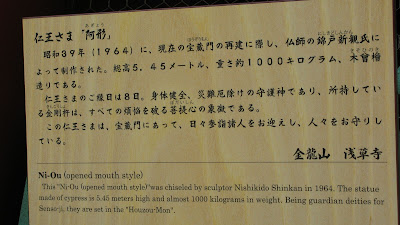 仁王さま “阿形”
昭和39年（1964）に、現在の宝蔵門の再建に際し、仏師の錦戸新観氏に
よって制作された。総高5．45メートル、重さ約1000キログラム、木曾檜
造りである。
仁王さまのご縁日は8日。身体健全、災難厄除けの守護神であり、所持してい
る金剛杵は、すべての煩悩を破る菩提心の象徴である。
この仁王さまは、宝蔵門にあって、日々参詣諸人をお迎えし、人々をお守りし
ている。
金龍山　浅草寺
Ni-Ou (opened mouth style)
This "Ni-Ou (opened mouth style)"was chiseled by sculptor Nishikido Shinkan in 1964. The statue
made of cypress is 5.45 meters high and almost 1000 kilograms in weight. Being guardian deities for
Senso-ji, they are set in the "Houzou-Mon".